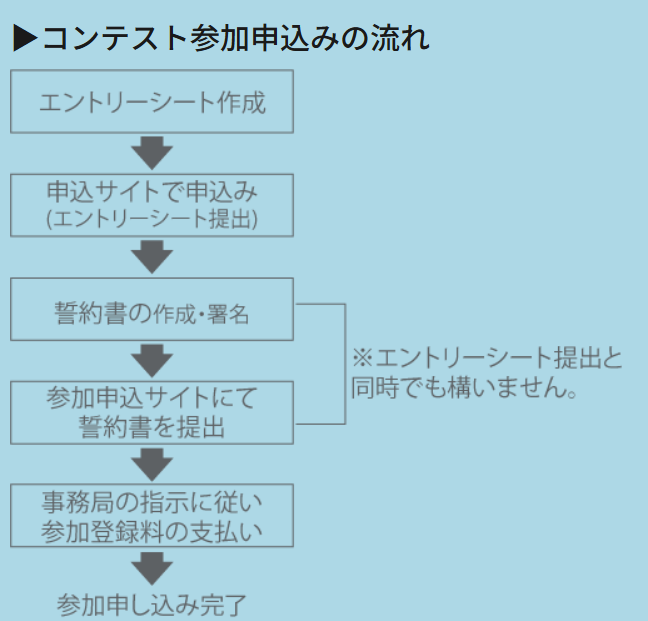 ▶コンテスト参加申込みの流れ
エントリーシート作成
申込サイトで申込み
(エントリーシート提出)
誓約書の作成・署名
参加申込サイトにて
誓約書を提出
※エントリーシート提出と
同時でも構いません。
事務局の指示に従い
参加登録料の支払い
参加申し込み完了